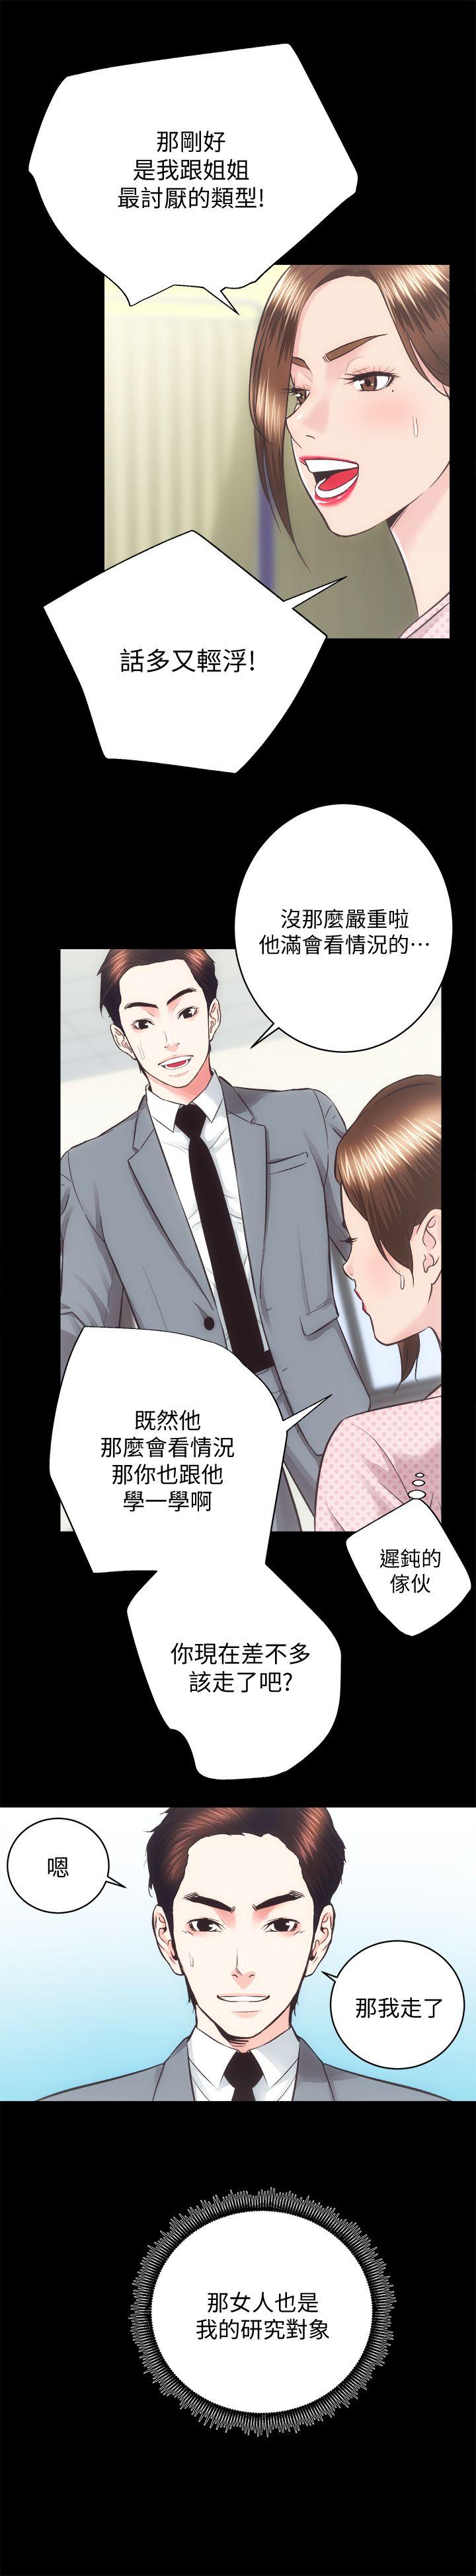 那剛好
是我跟姐姐
最討厭的類型!
話多又輕浮!
沒那麼嚴重啦
他滿會看情況的…
既然他
那麼會看情況
那你也跟他
學一學啊
遲鈍的
傢伙
你現在差不多
該走了吧?
嗯
那我走了
那女人也是
我的研究對象